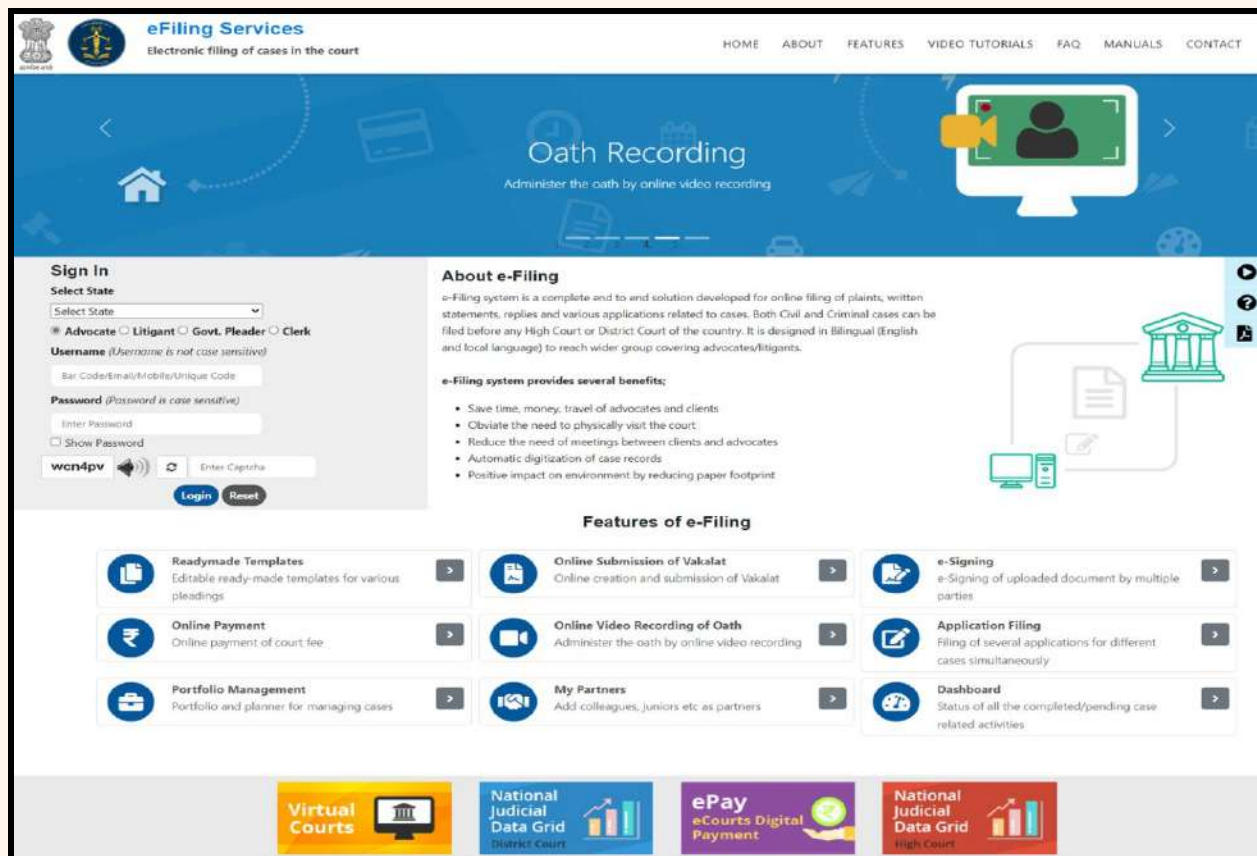 eFiling Services
Electronic filing of cases in the court
HOME ABOUT FEATURES VIDEO TUTORIALS FAQ MANUALS CONTACT
Oath Recording
Administer the oath by online video recording
Sign In
Select State
Select State
Advocate Litigant Govt. Pleader Clerk
Username (Username is not case sensitive)
Bar Code/Email/Mobile/Unique Code
Password (Password is case sensitive)
Enter Password
Show Password
wcn4pv Enter Captcha
Login Reset
About e-Filing
e-Filing system is a complete end to end solution developed for online filing of plaints, written
statements, replies and various applications related to cases. Both Civil and Criminal cases can be
filed before any High Court or District Court of the country. It is designed in Bilingual (English
and local language) to reach wider group covering advocates/litigants.
e-Filing system provides several benefits;
• Save time, money, travel of advocates and clients
• Obviate the need to physically visit the court
• Reduce the need of meetings between clients and advocates
• Automatic digitization of case records
• Positive impact on environment by reducing paper footprint
Features of e-Filing
Readymade Templates
Editable ready-made templates for various
pleadings
Online Submission of Vakalat
Online creation and submission of Vakalat
e-Signing
e-Signing of uploaded document by multiple
parties
Online Payment
Online payment of court fee
Online Video Recording of Oath
Administer the oath by online video recording
Application Filing
Filing of several applications for different
cases simultaneously
Portfolio Management
Portfolio and planner for managing cases
My Partners
Add colleagues, juniors etc as partners
Dashboard
Status of all the completed/pending case
related activities
Virtual
Courts
National
Judicial
Data Grid
District Court
ePay
eCourts Digital
Payment
National
Judicial
Data Grid
High Court